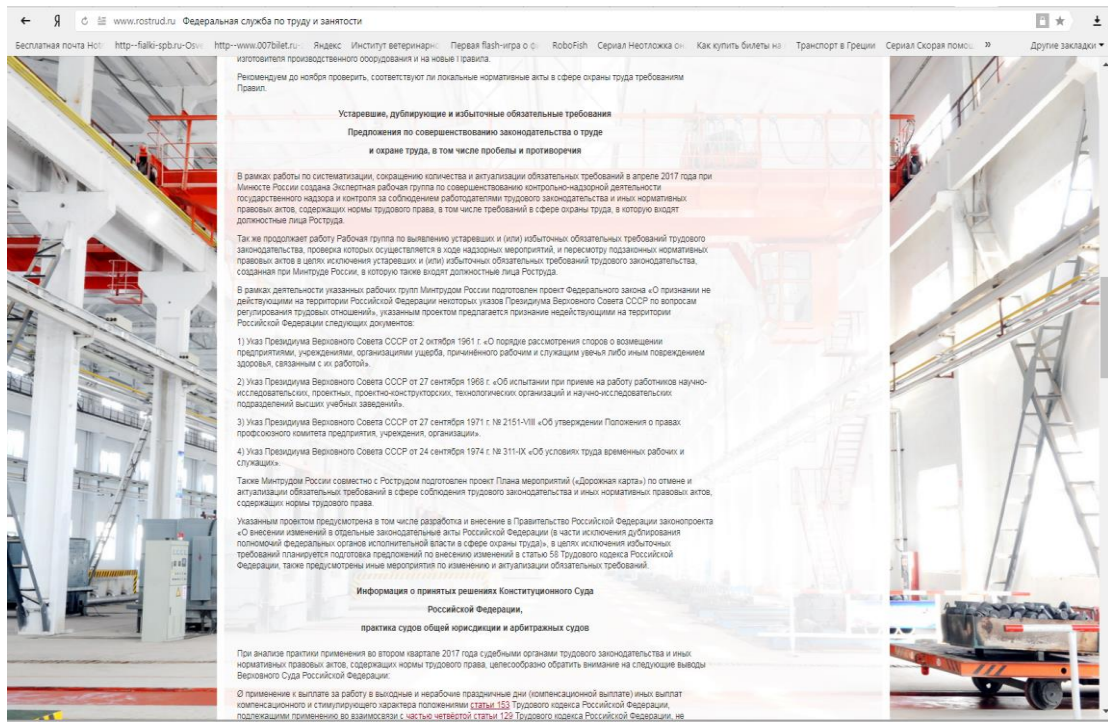 www.rostrud.ru Федеральная служба по труду и занятости
Бесплатная почта Hot http--fialki-spb.ru-Osve http--www.007bilet.ru- Яндекс Институт ветеринарн Первая flash-игра о ф RoboFish Сериал Неотложка он Как купить билеты на Транспорт в Греции Сериал Скорая помощ » Другие закладки
изготовителя производственного оборудования и на новые Правила.
Рекомендуем до ноября проверить, соответствуют ли локальные нормативные акты в сфере охраны труда требованиям
Правил.
Устаревшие, дублирующие и избыточные обязательные требования
Предложения по совершенствованию законодательства о труде
и охране труда, в том числе пробелы и противоречия
В рамках работы по систематизации, сокращению количества и актуализации обязательных требований в апреле 2017 года при
Минюсте России создана Экспертная рабочая группа по совершенствованию контрольно-надзорной деятельности
государственного надзора и контроля за соблюдением работодателями трудового законодательства и иных нормативных
правовых актов, содержащих нормы трудового права, в том числе требований в сфере охраны труда, в которую входят
должностные лица Роструда.
Так же продолжает работу Рабочая группа по выявлению устаревших и (или) избыточных обязательных требований трудового
законодательства, проверка которых осуществляется в ходе надзорных мероприятий, и пересмотру подзаконных нормативных
правовых актов в целях исключения устаревших и (или) избыточных обязательных требований трудового законодательства,
созданная при Минтруде России, в которую также входят должностные лица Роструда.
В рамках деятельности указанных рабочих групп Минтрудом России подготовлен проект Федерального закона «О признании не
действующими на территории Российской Федерации некоторых указов Президиума Верховного Совета СССР по вопросам
регулирования трудовых отношений», указанным проектом предлагается признание недействующими на территории
Российской Федерации следующих документов:
1) Указ Президиума Верховного Совета СССР от 2 октября 1961 г. «О порядке рассмотрения споров о возмещении
предприятиями, учреждениями, организациями ущерба, причинённого рабочим и служащим увечья либо иным повреждением
здоровья, связанным с их работой».
2) Указ Президиума Верховного Совета СССР от 27 сентября 1968 г. «Об испытании при приеме на работу работников научно-
исследовательских, проектных, проектно-конструкторских, технологических организаций и научно-исследовательских
подразделений высших учебных заведений».
3) Указ Президиума Верховного Совета СССР от 27 сентября 1971 г. № 2151-VIII «Об утверждении Положения о правах
профсоюзного комитета предприятия, учреждения, организации».
4) Указ Президиума Верховного Совета СССР от 24 сентября 1974 г. № 311-IX «Об условиях труда временных рабочих и
служащих».
Также Минтрудом России совместно с Рострудом подготовлен проект Плана мероприятий («Дорожная карта») по отмене и
актуализации обязательных требований в сфере соблюдения трудового законодательства и иных нормативных правовых актов,
содержащих нормы трудового права.
Указанным проектом предусмотрена в том числе разработка и внесение в Правительство Российской Федерации законопроекта
«О внесении изменений в отдельные законодательные акты Российской Федерации (в части исключения дублирования
полномочий федеральных органов исполнительной власти в сфере охраны труда)», в целях исключения избыточных
требований планируется подготовка предложений по внесению изменений в статью 58 Трудового кодекса Российской
Федерации, также предусмотрены иные мероприятия по изменению и актуализации обязательных требований.
Информация о принятых решениях Конституционного Суда
Российской Федерации,
практика судов общей юрисдикции и арбитражных судов
При анализе практики применения во втором квартале 2017 года судебными органами трудового законодательства и иных
нормативных правовых актов, содержащих нормы трудового права, целесообразно обратить внимание на следующие выводы
Верховного Суда Российской Федерации:
Ø применение к выплате за работу в выходные и нерабочие праздничные дни (компенсационной выплате) иных выплат
компенсационного и стимулирующего характера положениями статьи 153 Трудового кодекса Российской Федерации,
подлежащими применению во взаимосвязи с частью четвёртой статьи 129 Трудового кодекса Российской Федерации, не